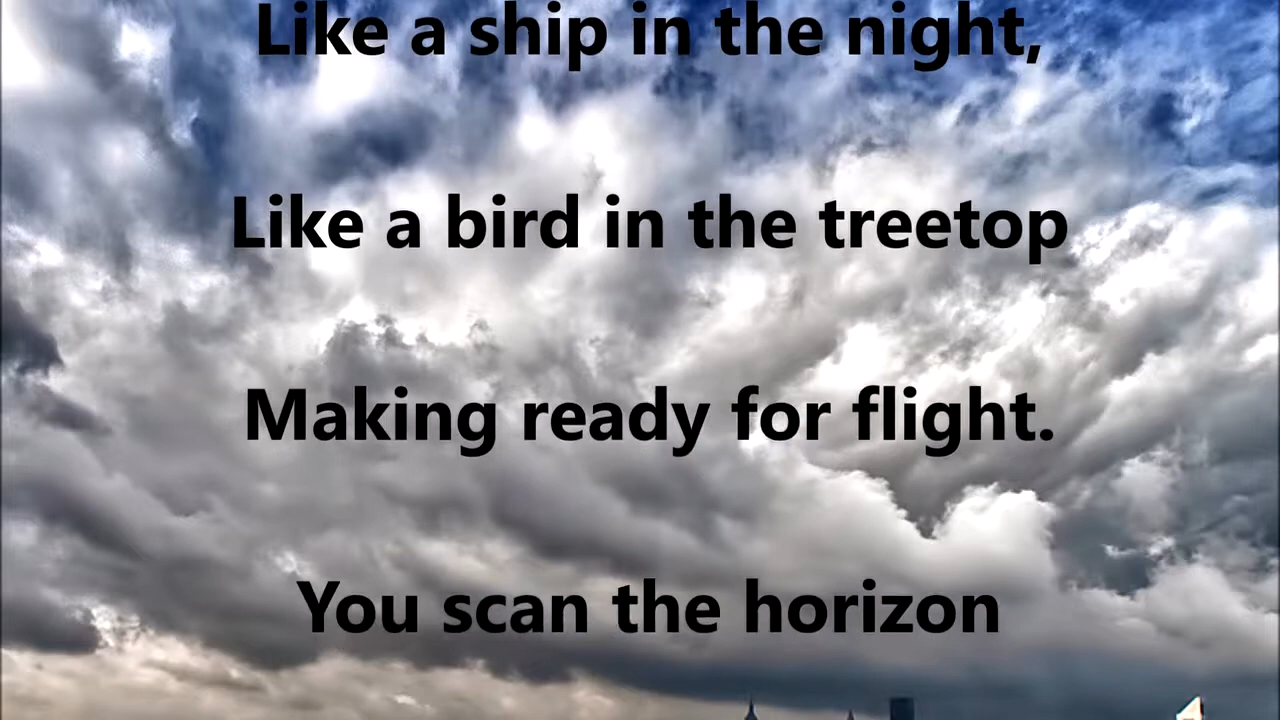 Like a ship in the night,
Like a bird in the treetop
Making ready for flight.
You scan the horizon